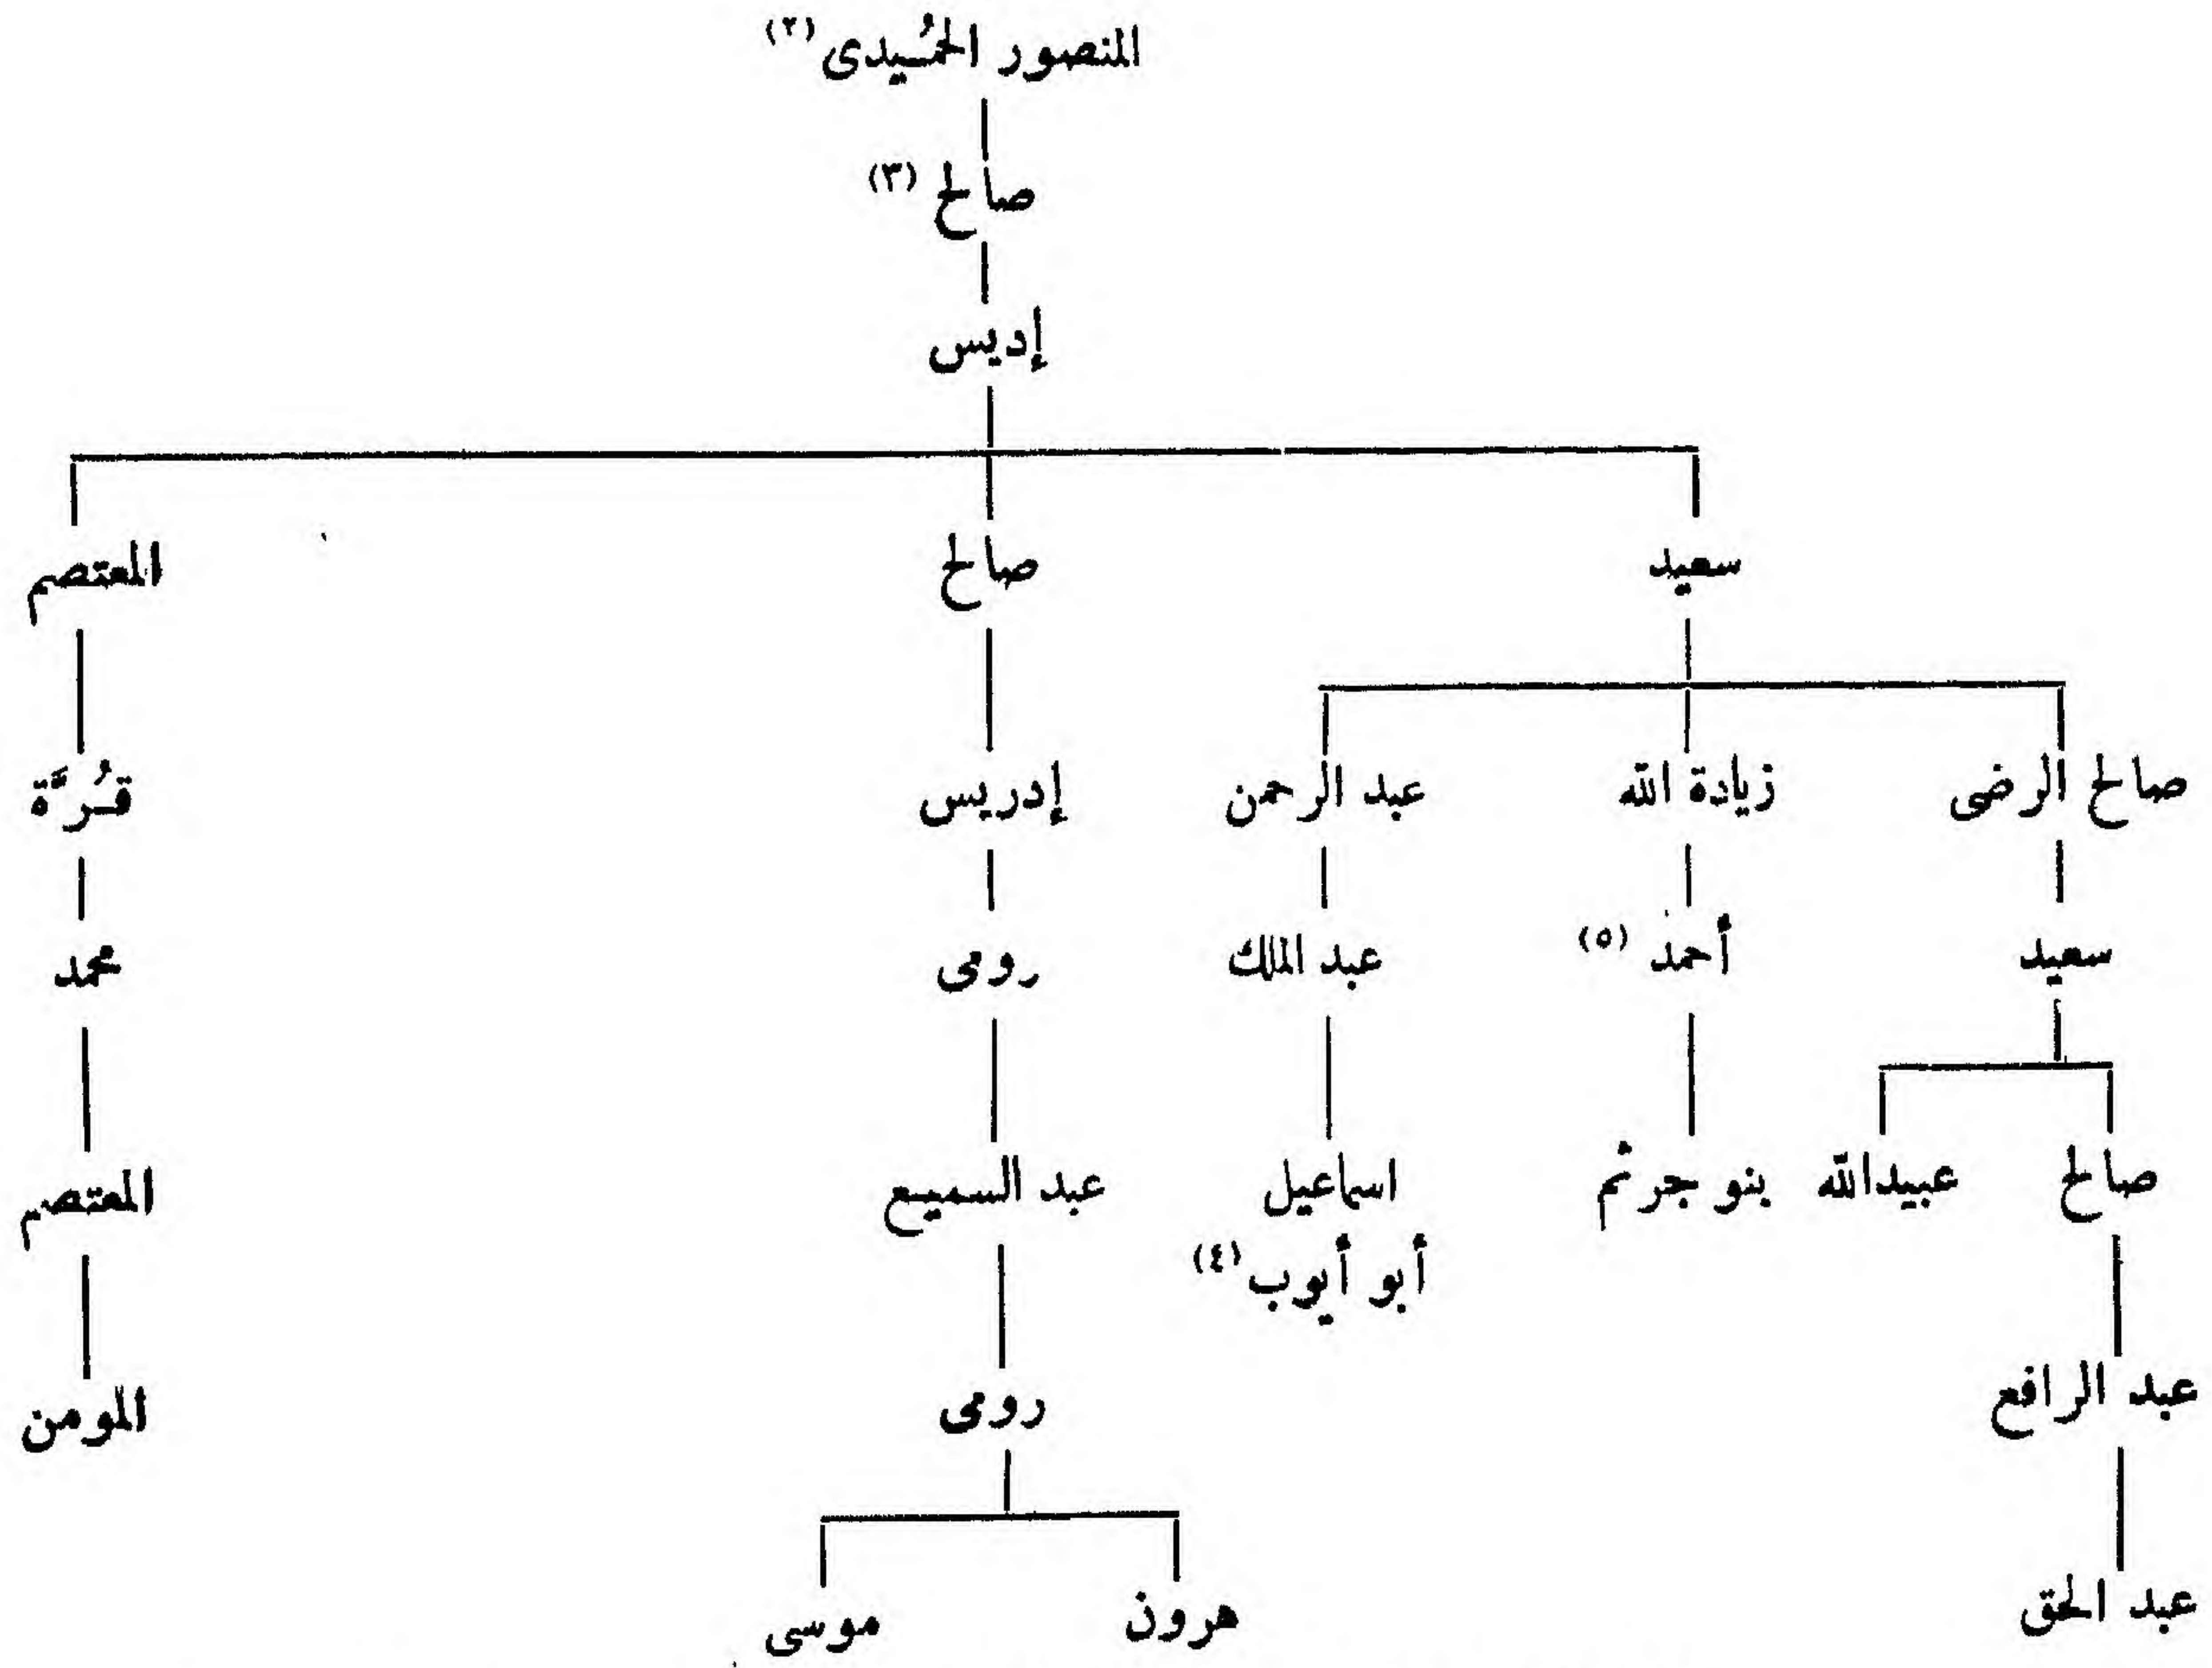 المنصور الحُميدى (٢)
صالح (٣)
إديس
سعيد
صالح
المعتصم
صالح الرضى
زيادة الله
عبد الرحمن
إدريس
قُرَّة
سعيد
أحمد (٥)
عبد الملك
رومى
محمد
صالح
عبيدالله
بنو جرثم
اسماعيل
أبو أيوب (٤)
عبد السميع
المعتصم
عبد الرافع
رومى
المومن
عبد الحق
هرون
موسى